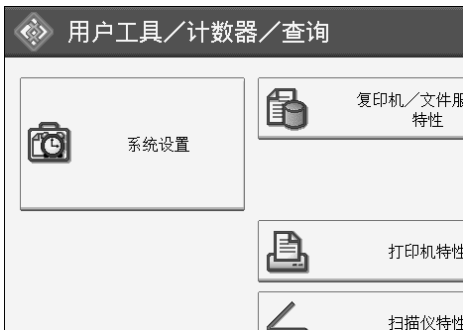 用户工具／计数器／查询
系统设置
复印机／文件服
特性
打印机特性
扫描仪特性